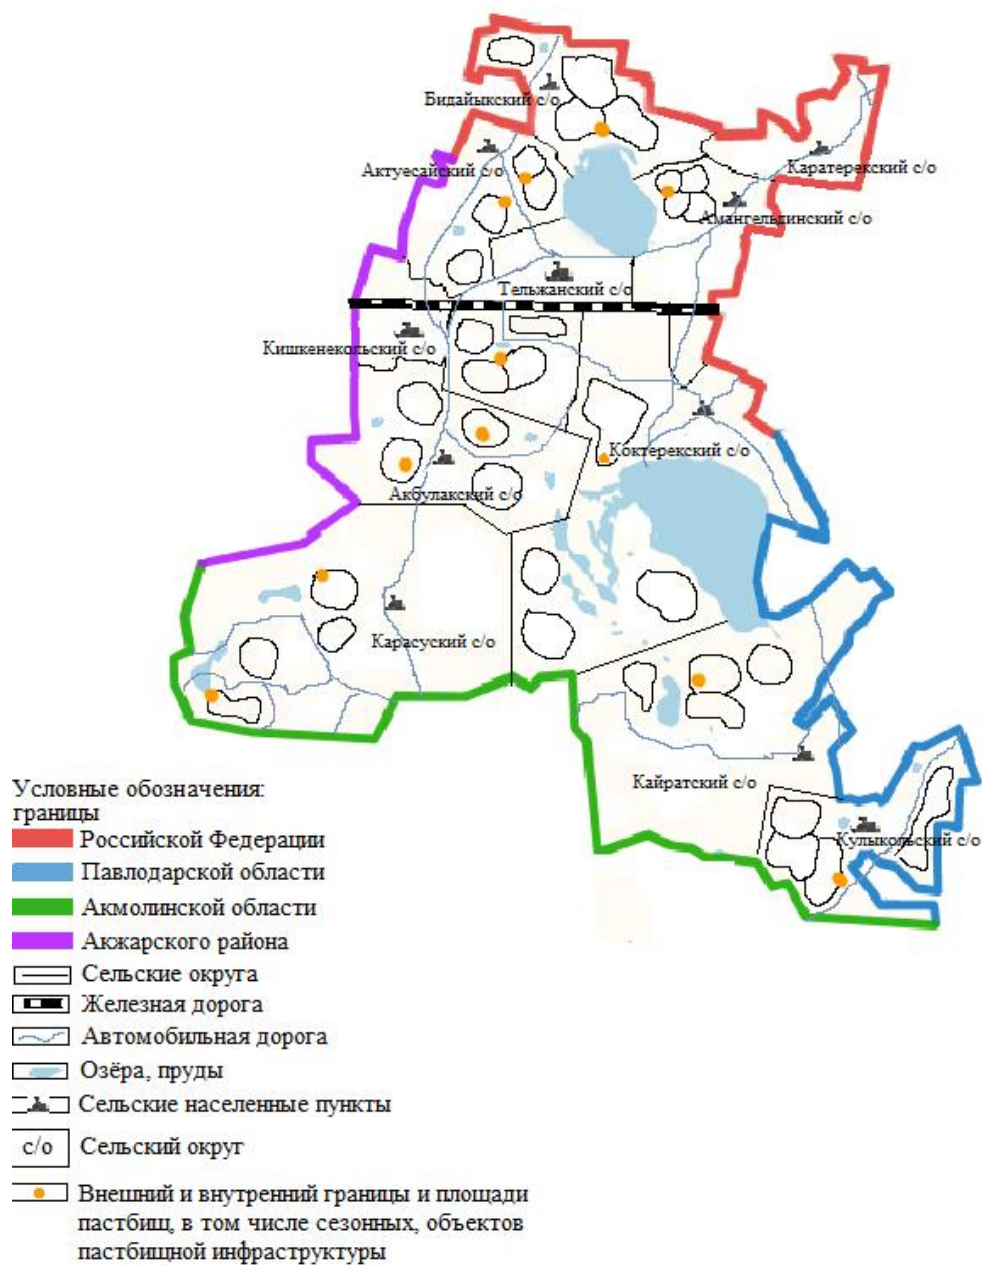 Бидайыкский с/о
Актуесайский с/о
Каратерекский с/о
Амангельдинский с/о
Тельжанский с/о
Кишкенекольский с/о
Коктерекский с/о
Акбулакский с/о
Карасуский с/о
Кайратский с/о
Кулыкольский с/о
Условные обозначения:
границы
Российской Федерации
Павлодарской области
Акмолинской области
Акжарского района
Сельские округа
Железная дорога
Автомобильная дорога
Озёра, пруды
Сельские населенные пункты
с/о Сельский округ
Внешний и внутренний границы и площади
пастбищ, в том числе сезонных, объектов
пастбищной инфраструктуры